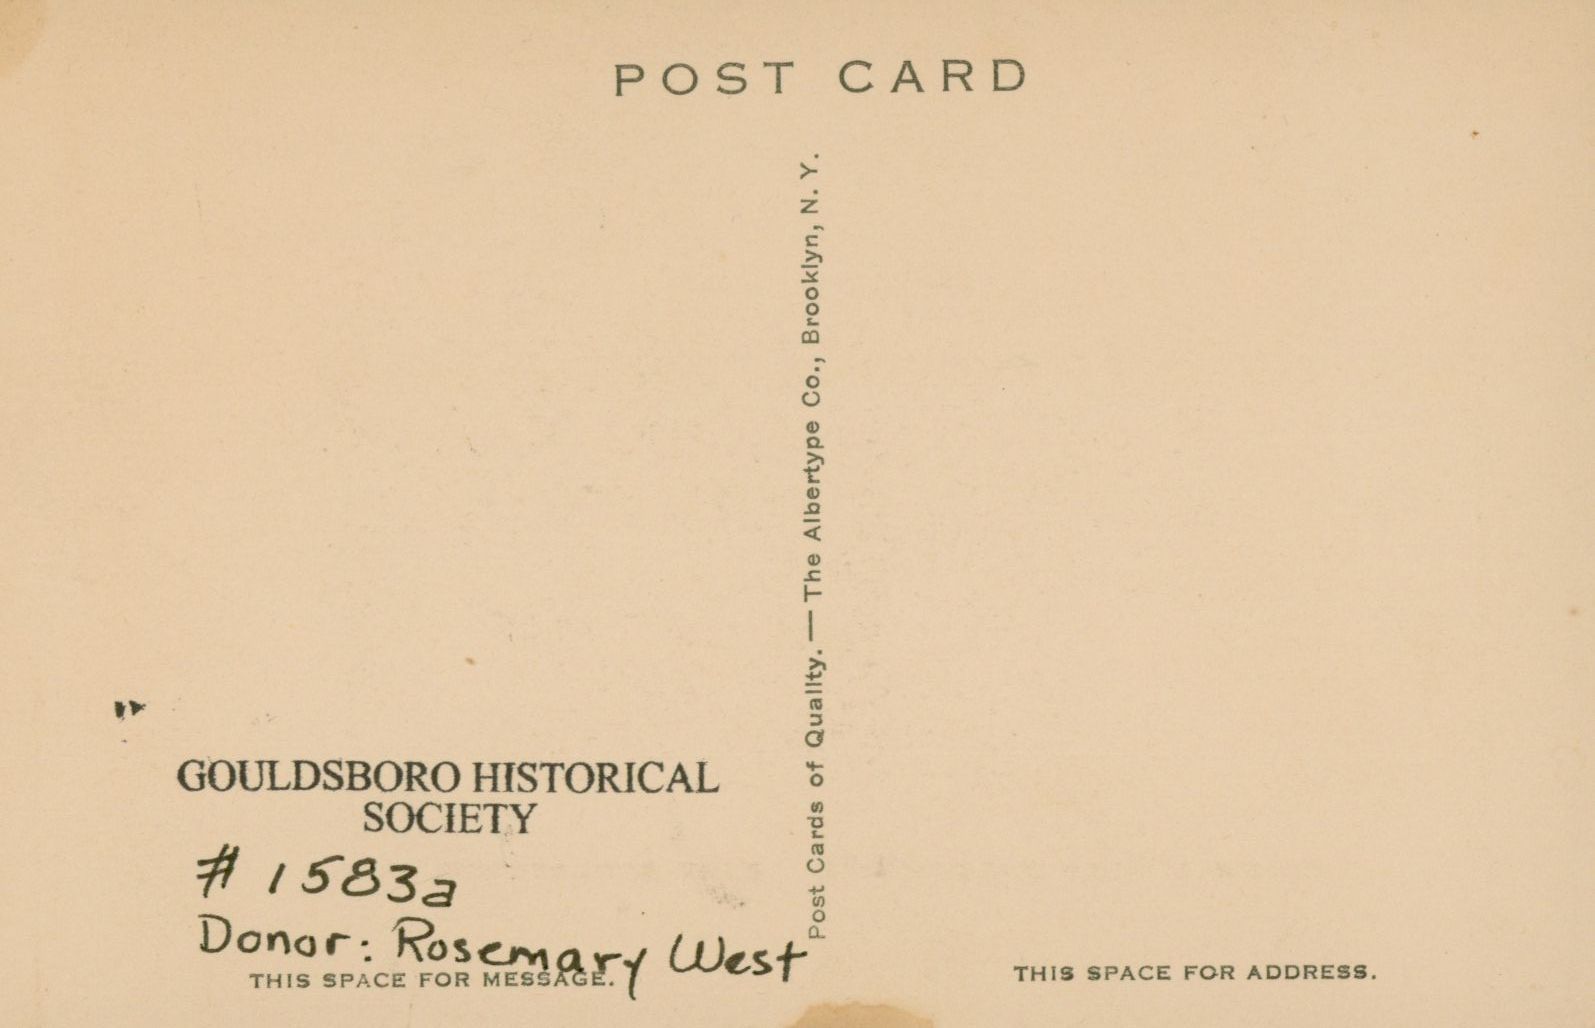 POST CARD
Post Cards of Quality. — The Albertype Co., Brooklyn, N. Y.
GOULDSBORO HISTORICAL
SOCIETY
# 1583a
Donor: Rosemary West
THIS SPACE FOR MESSAGE.
THIS SPACE FOR ADDRESS.